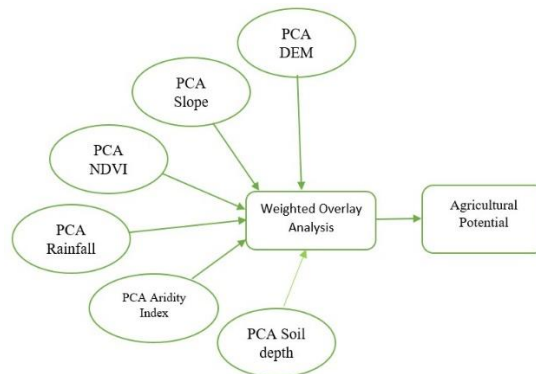 PCA
DEM
PCA
Slope
PCA
NDVI
PCA
Rainfall
PCA Aridity
Index
PCA Soil
depth
Weighted Overlay
Analysis
Agricultural
Potential